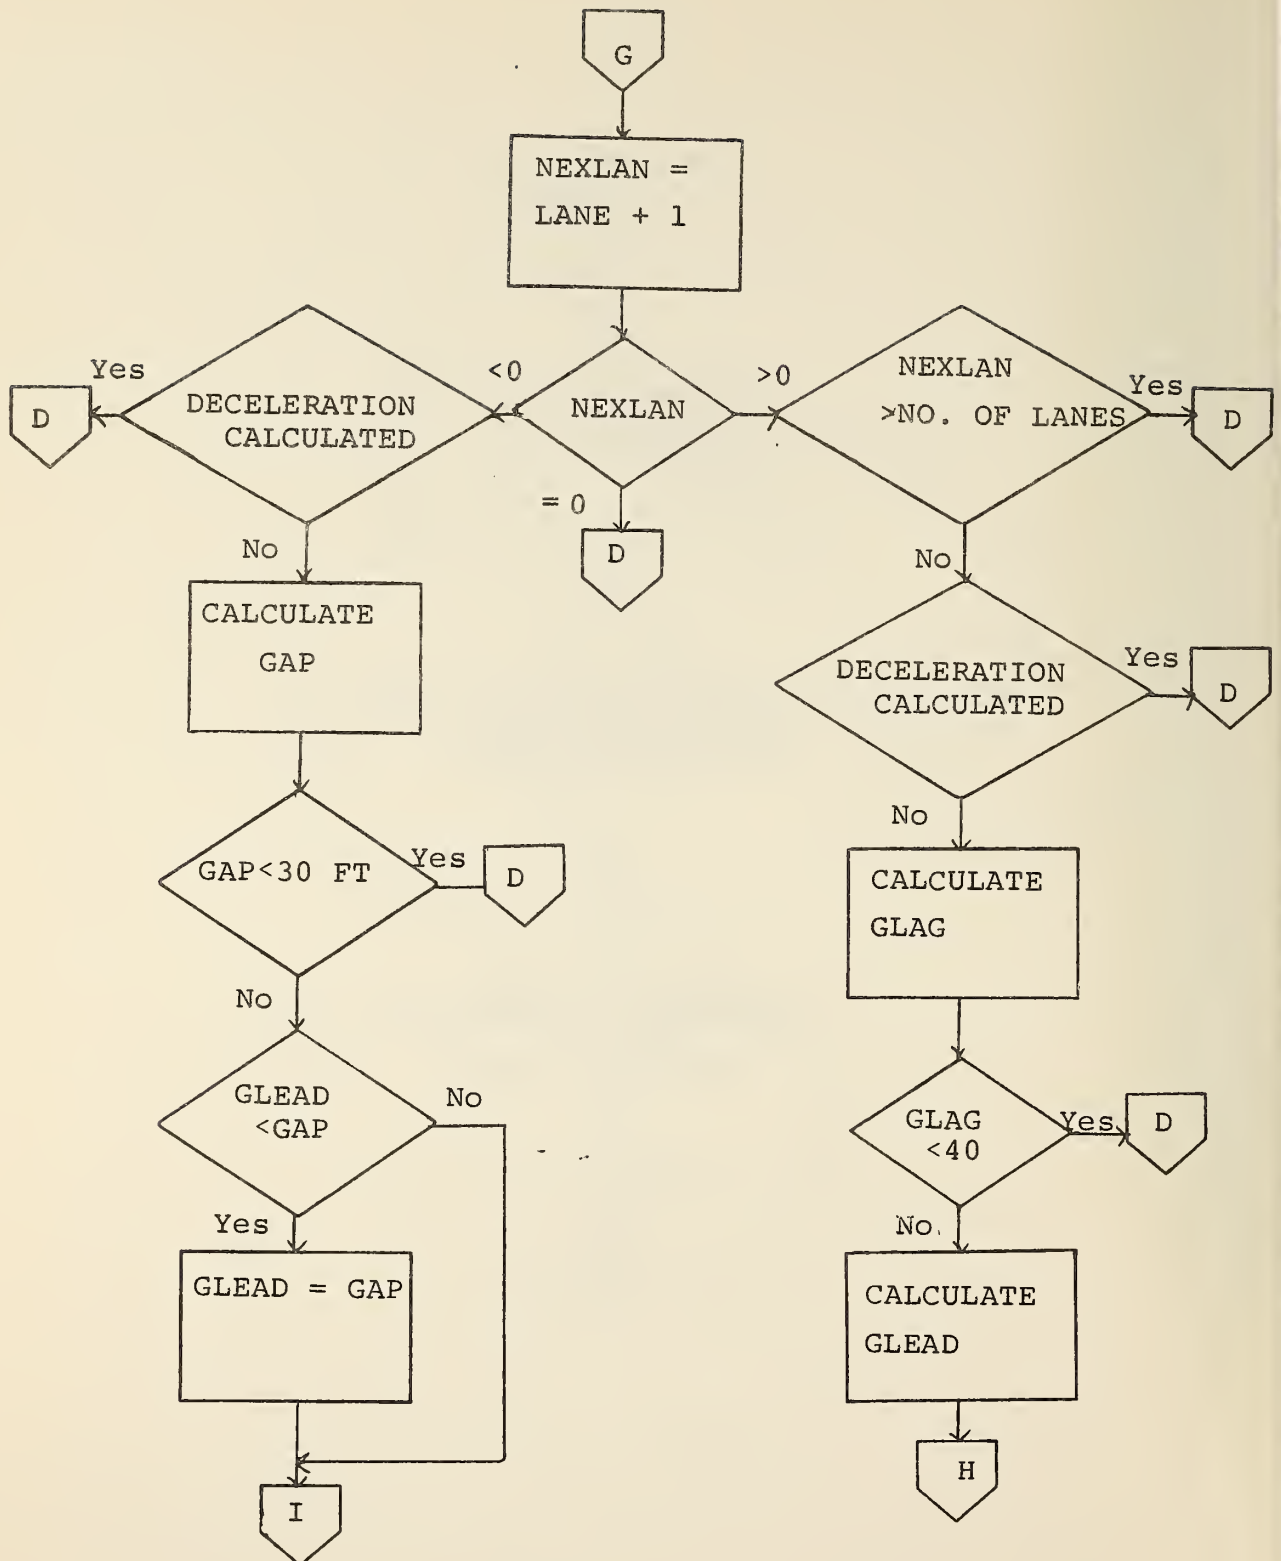 G
NEXLAN =
LANE + 1
Yes
D
DECELERATION
CALCULATED
<0
NEXLAN
>0
NEXLAN
>NO. OF LANES
Yes
D
= 0
D
No
CALCULATE
GAP
No
DECELERATION
CALCULATED
Yes
D
GAP<30 FT
Yes
D
No
CALCULATE
GLAG
No
GLEAD
<GAP
No
GLAG
<40
Yes
D
Yes
GLEAD = GAP
No
CALCULATE
GLEAD
I
H